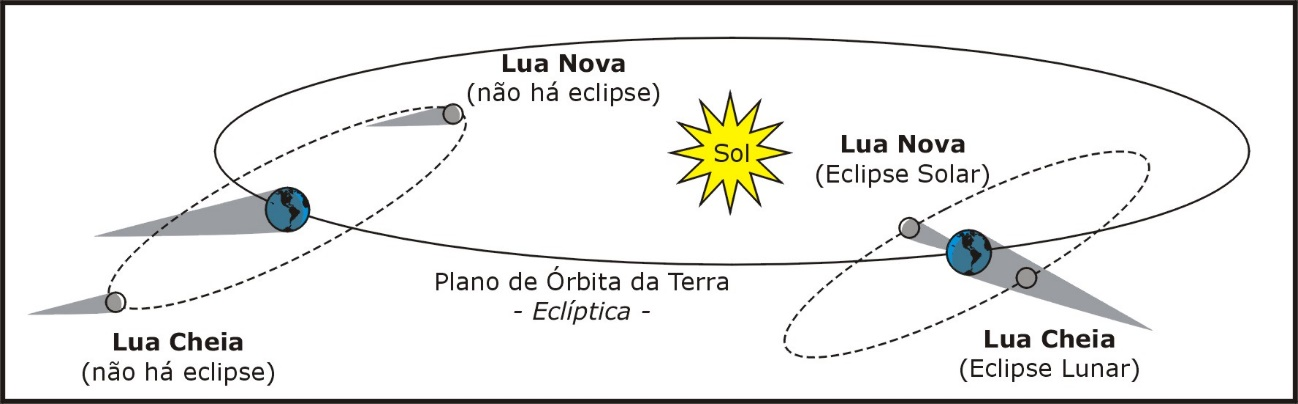 Lua Nova
(não há eclipse)
Sol
Lua Nova
(Eclipse Solar)
Plano de Órbita da Terra
- Eclíptica -
Lua Cheia
(não há eclipse)
Lua Cheia
(Eclipse Lunar)